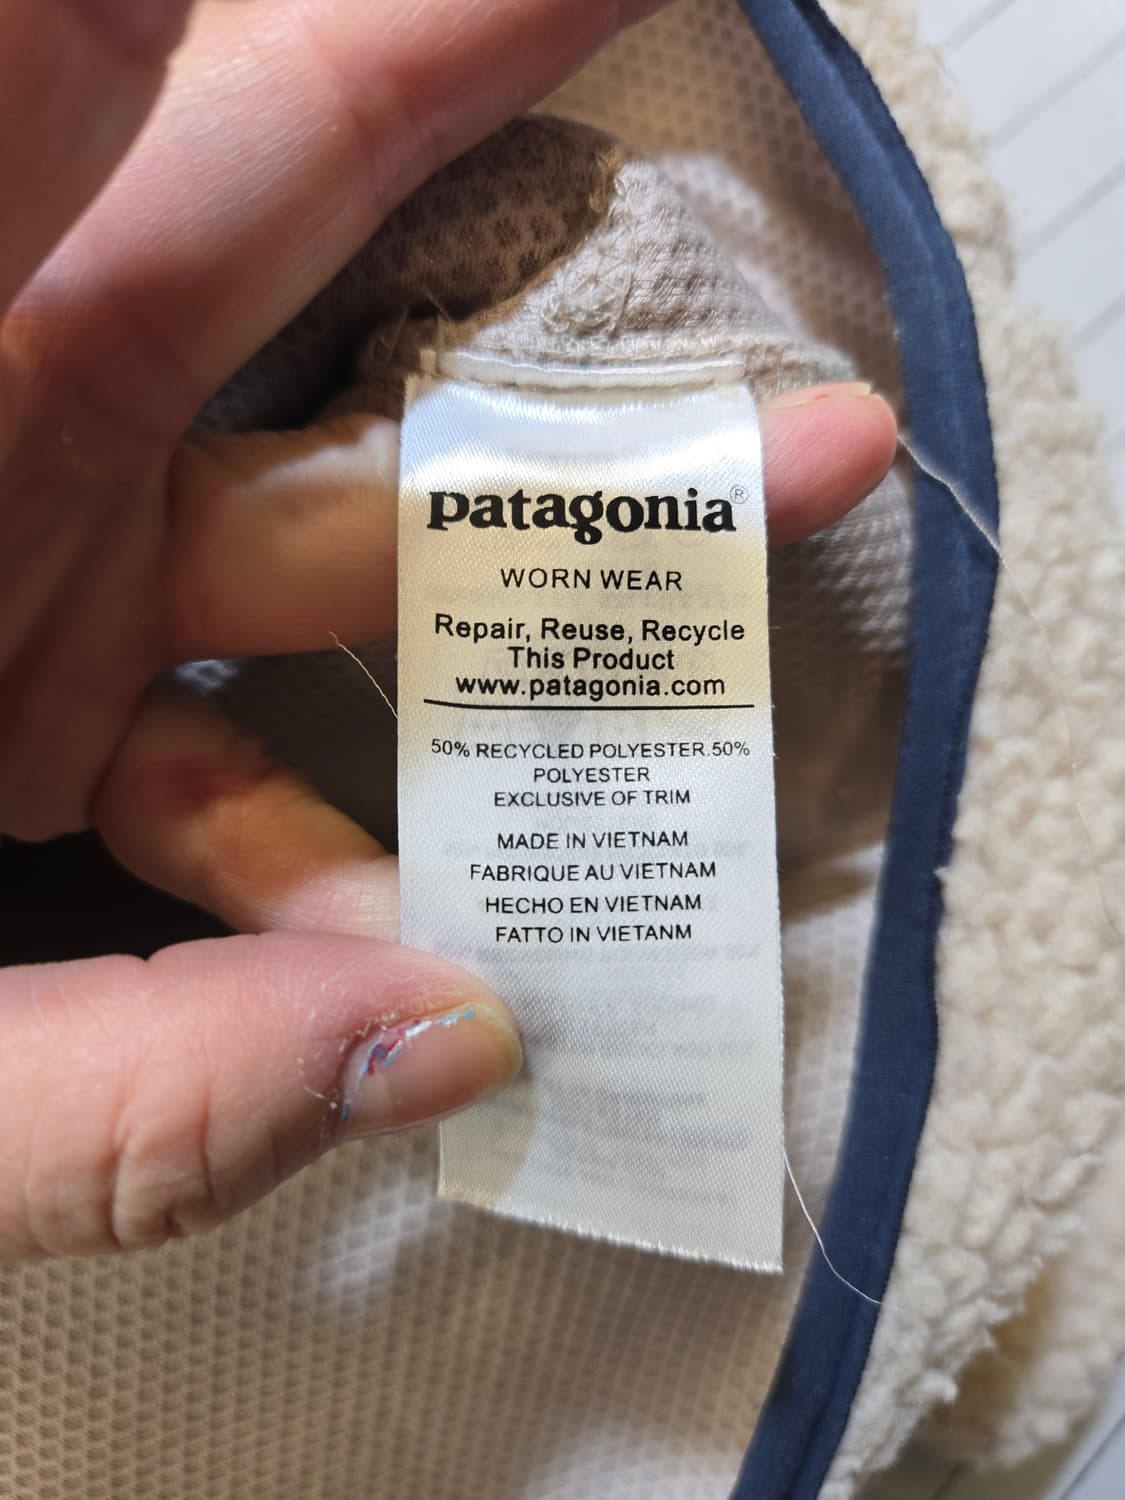 patagonia®
WORN WEAR
Repair, Reuse, Recycle
This Product
www.patagonia.com
50% RECYCLED POLYESTER.50%
POLYESTER
EXCLUSIVE OF TRIM
MADE IN VIETNAM
FABRIQUE AU VIETNAM
HECHO EN VIETNAM
FATTO IN VIETANM